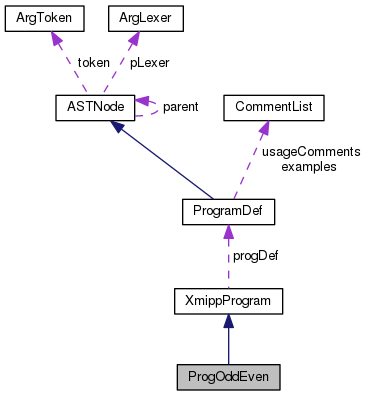 ArgToken
ArgLexer
token
pLexer
ASTNode
parent
CommentList
usageComments
examples
ProgramDef
progDef
XmippProgram
ProgOddEven